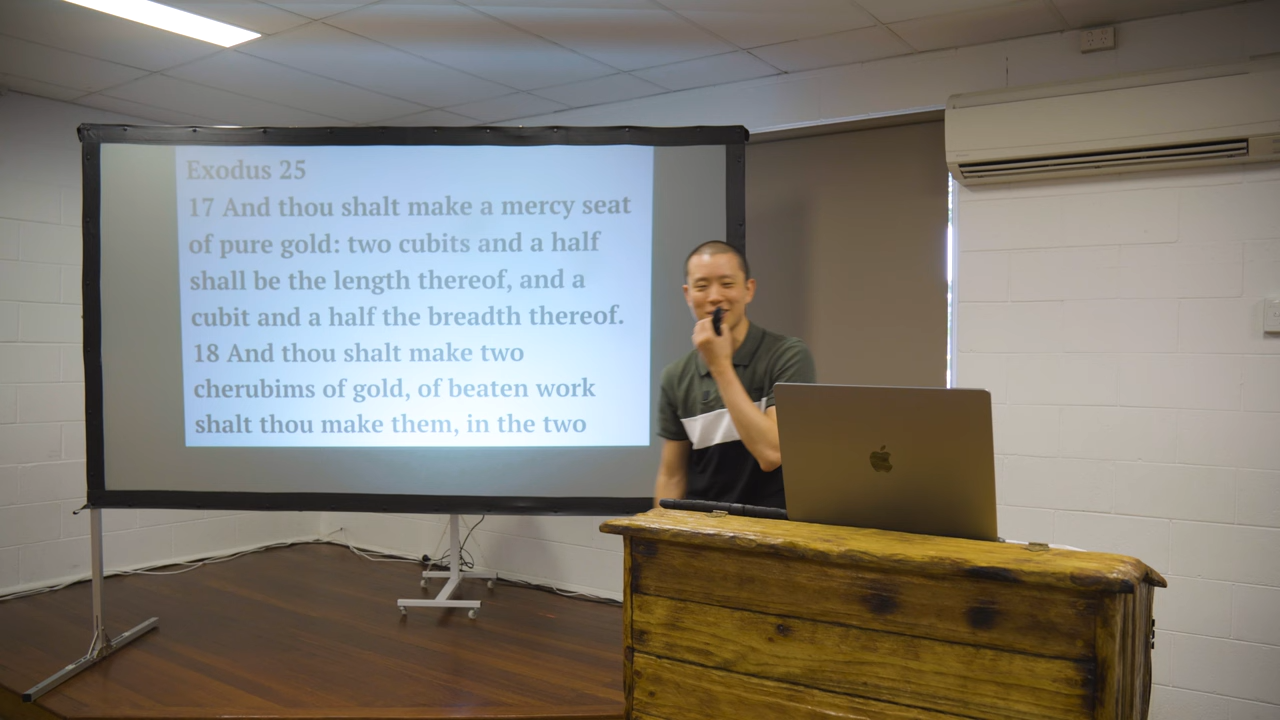 Exodus 25
17 And thou shalt make a mercy seat
of pure gold: two cubits and a half
shall be the length thereof, and a
cubit and a half the breadth thereof.
18 And thou shalt make two
cherubims of gold, of beaten work
shalt thou make them, in the two